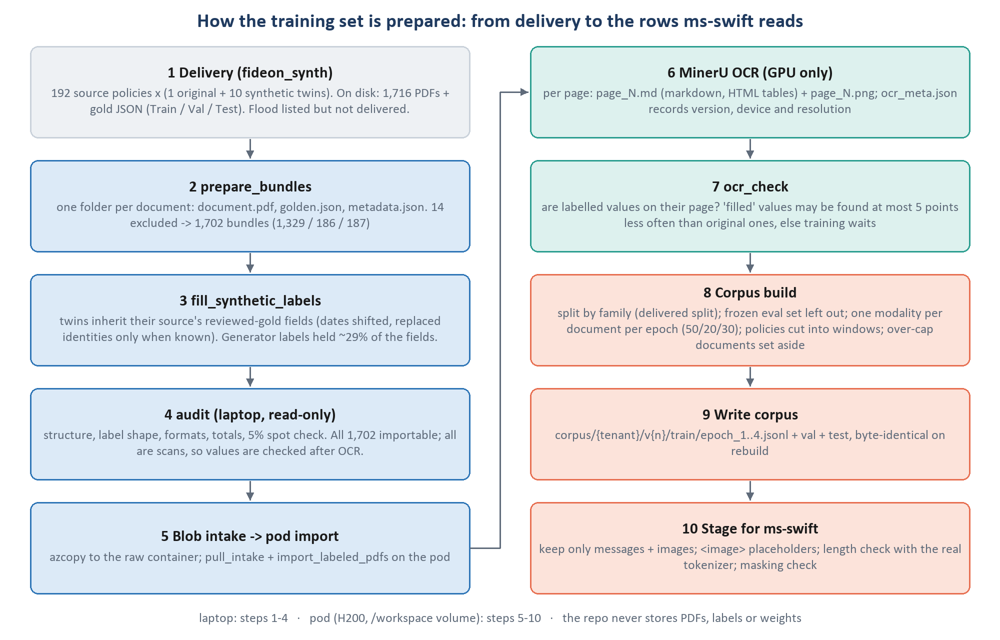 How the training set is prepared: from delivery to the rows ms-swift reads
1 Delivery (fideon_synth)
192 source policies x (1 original + 10 synthetic twins). On disk: 1,716 PDFs +
gold JSON (Train / Val / Test). Flood listed but not delivered.
2 prepare_bundles
one folder per document: document.pdf, golden.json, metadata.json. 14
excluded -> 1,702 bundles (1,329 / 186 / 187)
3 fill_synthetic_labels
twins inherit their source's reviewed-gold fields (dates shifted, replaced
identities only when known). Generator labels held ~29% of the fields.
4 audit (laptop, read-only)
structure, label shape, formats, totals, 5% spot check. All 1,702 importable; all
are scans, so values are checked after OCR.
5 Blob intake -> pod import
azcopy to the raw container; pull_intake + import_labeled_pdfs on the pod
6 MinerU OCR (GPU only)
per page: page_N.md (markdown, HTML tables) + page_N.png; ocr_meta.json
records version, device and resolution
7 ocr_check
are labelled values on their page? 'filled' values may be found at most 5 points
less often than original ones, else training waits
8 Corpus build
split by family (delivered split); frozen eval set left out; one modality per
document per epoch (50/20/30); policies cut into windows; over-cap
documents set aside
9 Write corpus
corpus/{tenant}/v{n}/train/epoch_1..4.jsonl + val + test, byte-identical on
rebuild
10 Stage for ms-swift
keep only messages + images; <image> placeholders; length check with the real
tokenizer; masking check
laptop: steps 1-4 · pod (H200, /workspace volume): steps 5-10 · the repo never stores PDFs, labels or weights